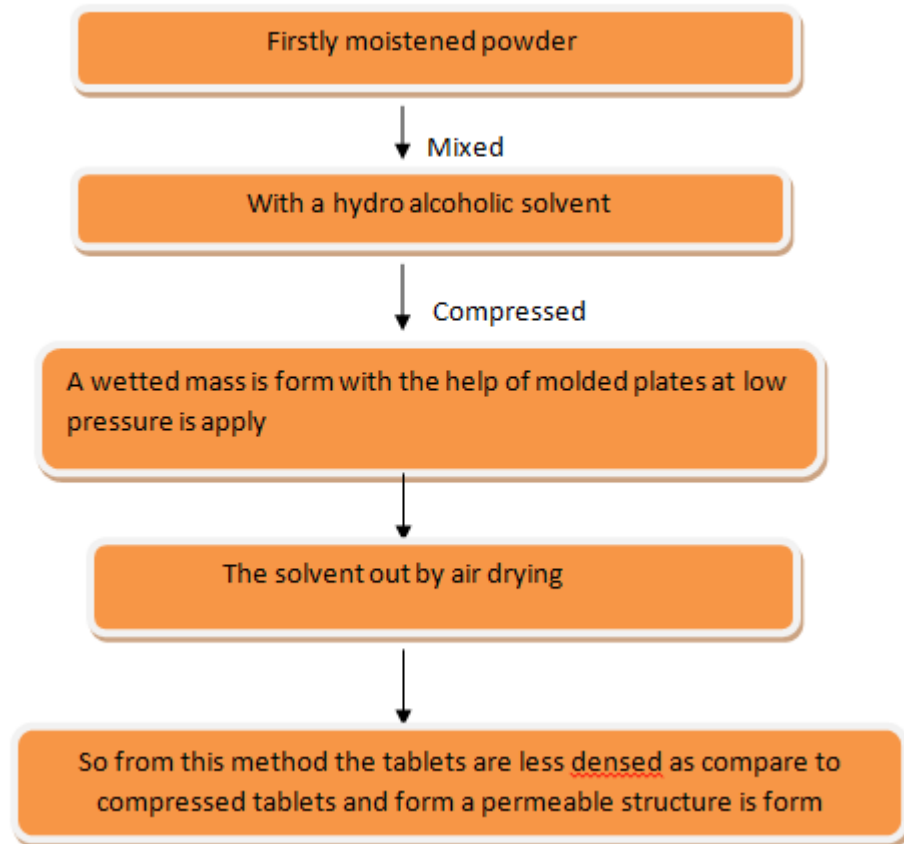 Firstly moistened powder
Mixed
With a hydro alcoholic solvent
Compressed
A wetted mass is form with the help of molded plates at low
pressure is apply
The solvent out by air drying
So from this method the tablets are less densed as compare to
compressed tablets and form a permeable structure is form